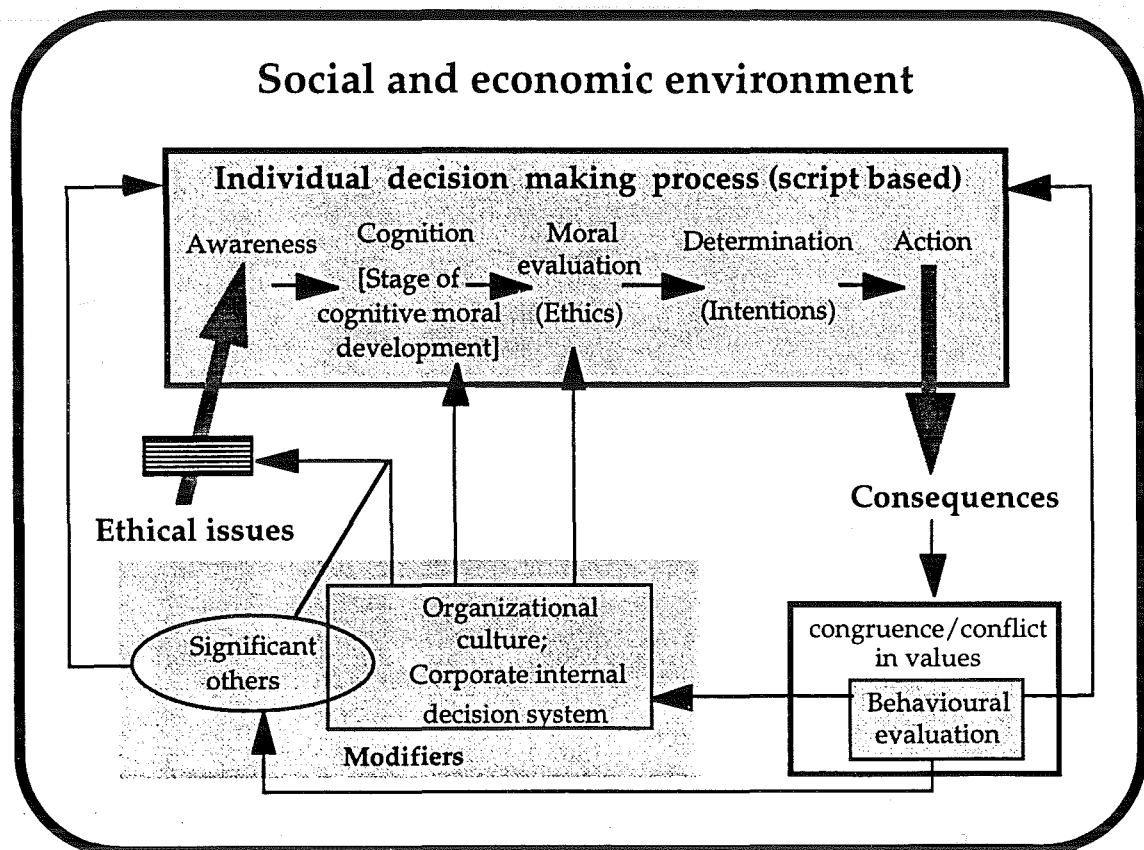 Social and economic environment
Individual decision making process (script based)
Awareness
Cognition
[Stage of
cognitive moral
development]
Moral
evaluation
(Ethics)
Determination
(Intentions)
Action
Ethical issues
Consequences
Significant
others
Organizational
culture;
Corporate internal
decision system
Modifiers
congruence/conflict
in values
Behavioural
evaluation